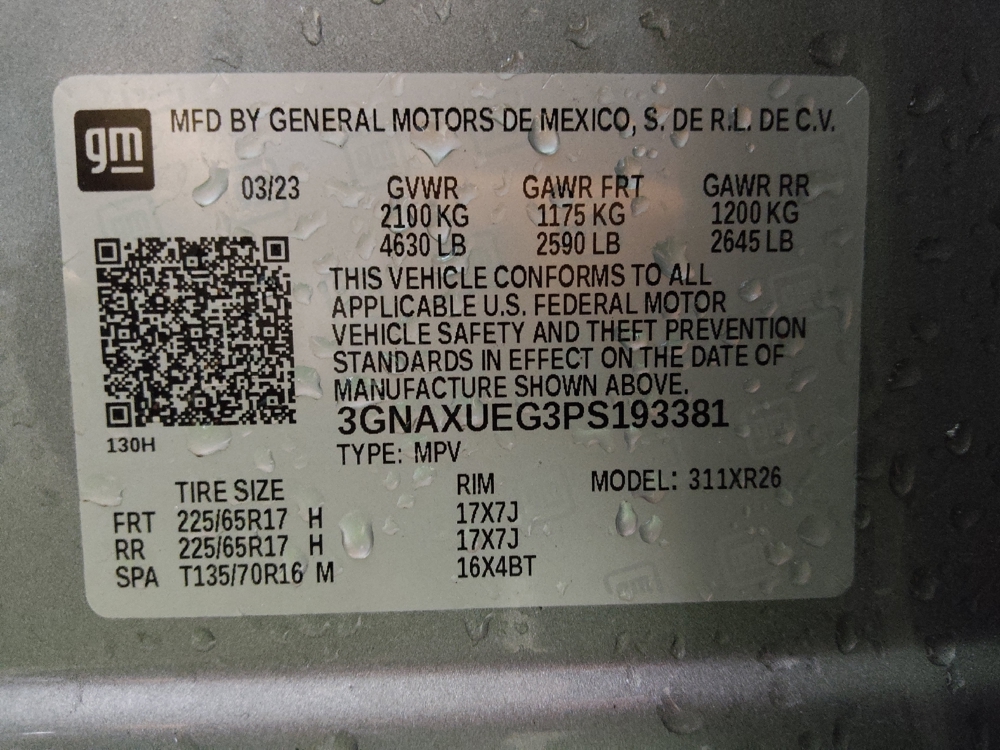 gm
MFD BY GENERAL MOTORS DE MEXICO, S. DE R.L. DE C.V.
03/23 GVWR GAWR FRT GAWR RR
2100 KG 1175 KG 1200 KG
4630 LB 2590 LB 2645 LB
THIS VEHICLE CONFORMS TO ALL
APPLICABLE U.S. FEDERAL MOTOR
VEHICLE SAFETY AND THEFT PREVENTION
STANDARDS IN EFFECT ON THE DATE OF
MANUFACTURE SHOWN ABOVE.
3GNAXUEG3PS193381
130H
TYPE: MPV
TIRE SIZE RIM MODEL: 311XR26
FRT 225/65R17 H 17X7J
RR 225/65R17 H 17X7J
SPA T135/70R16 M 16X4BT